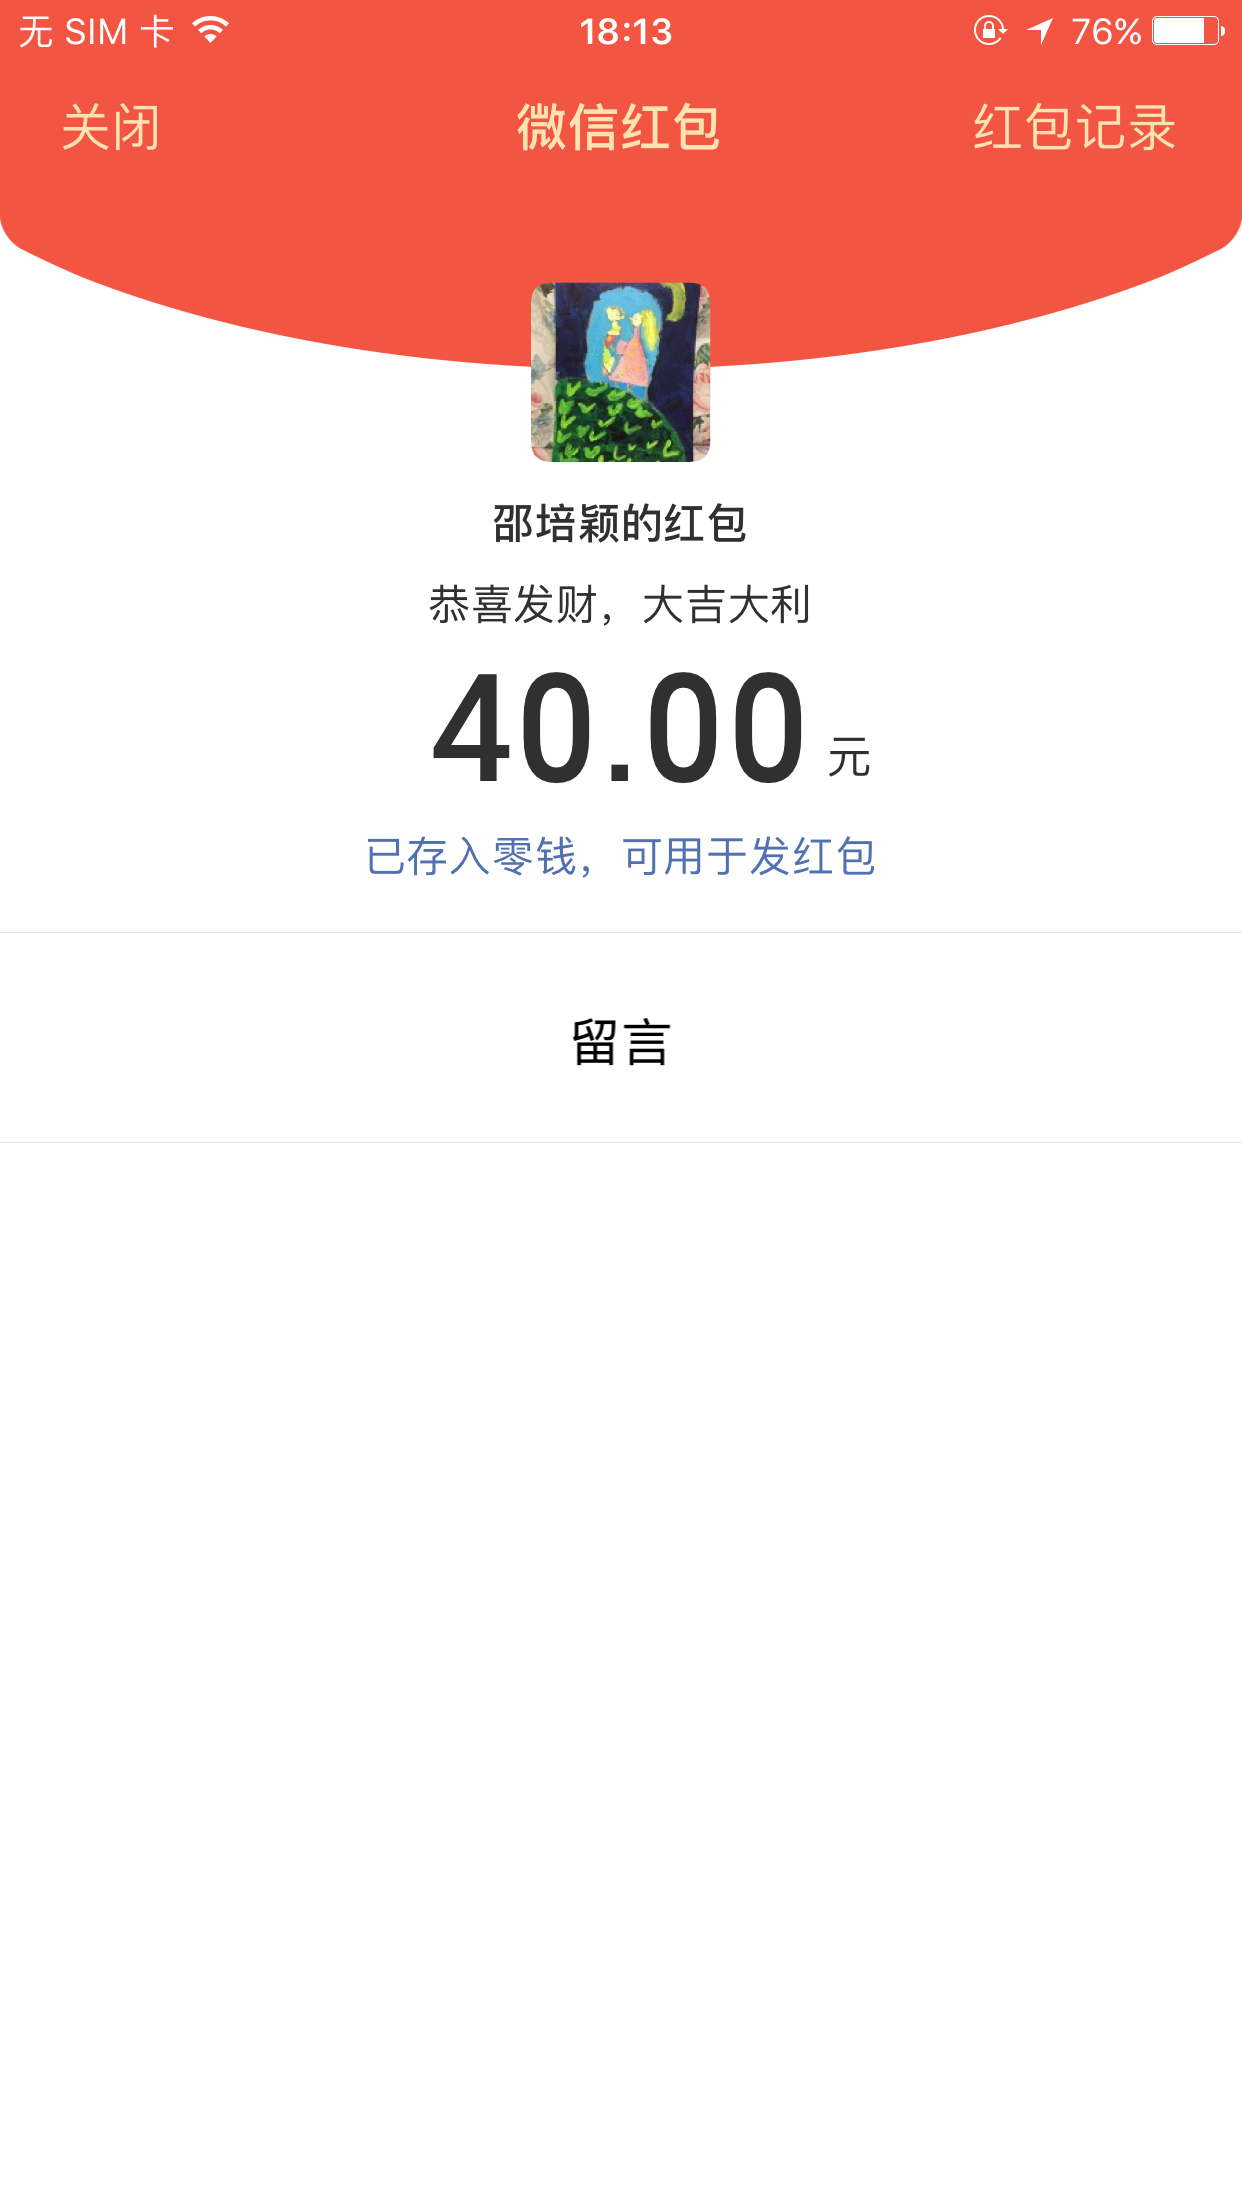 无 SIM 卡 18:13 76%
关闭 微信红包 红包记录
邵培颖的红包
恭喜发财，大吉大利
40.00 元
已存入零钱，可用于发红包
留言